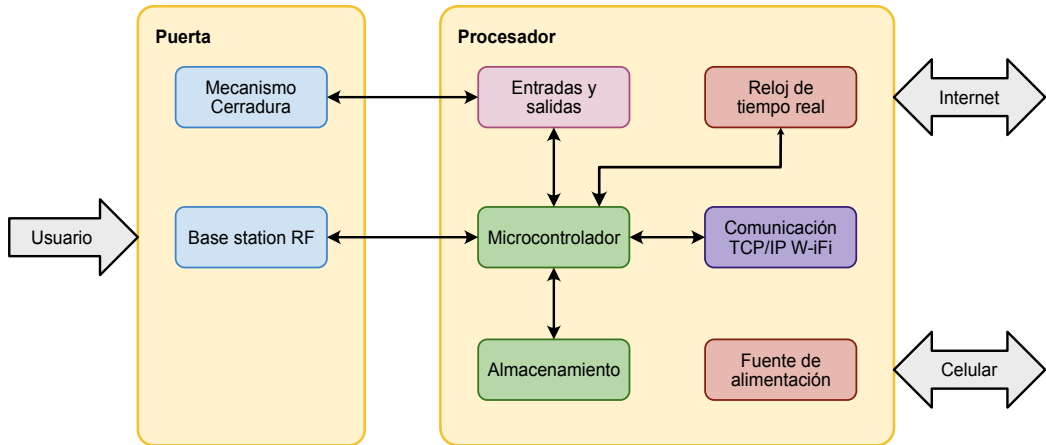 Puerta
Procesador
Mecanismo
Cerradura
Entradas y
salidas
Reloj de
tiempo real
Internet
Usuario
Base station RF
Microcontrolador
Comunicación
TCP/IP W-iFi
Almacenamiento
Fuente de
alimentación
Celular